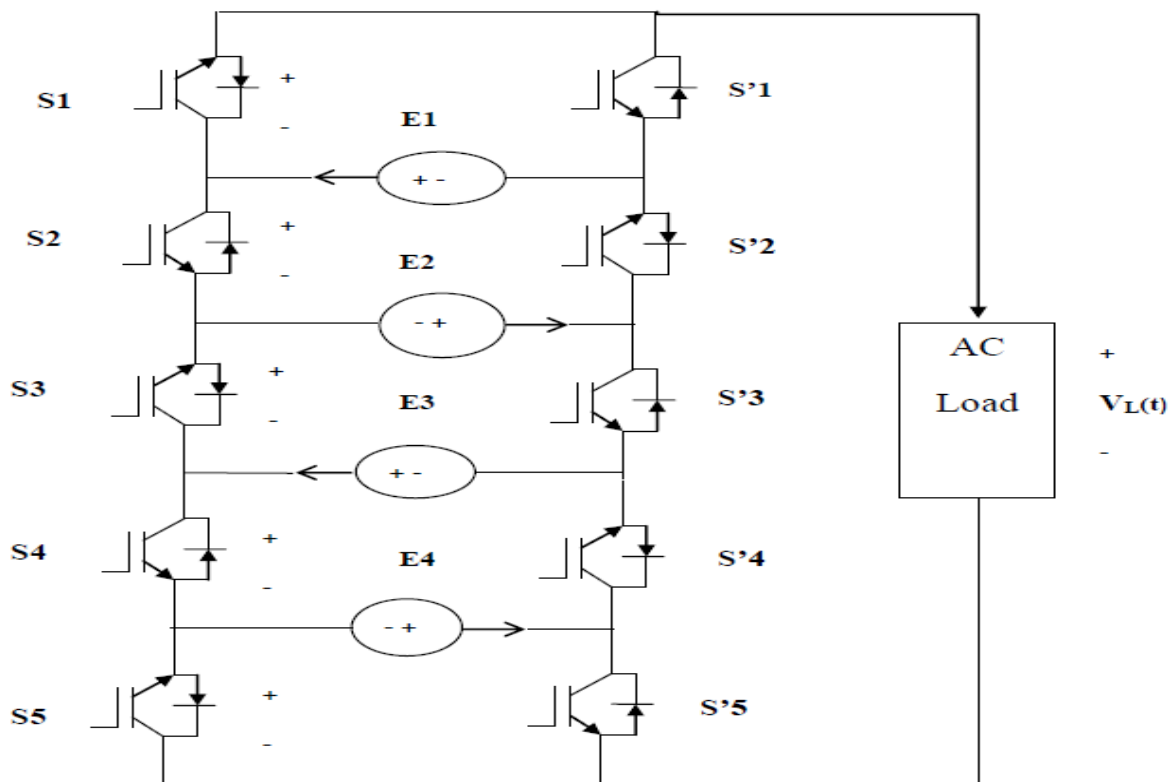 S1
+
-
E1
+ -
S'1
S2
+
-
E2
- +
S'2
S3
+
-
E3
+ -
S'3
AC
Load
+
VL(t)
-
S4
+
-
E4
- +
S'4
S5
+
-
S'5